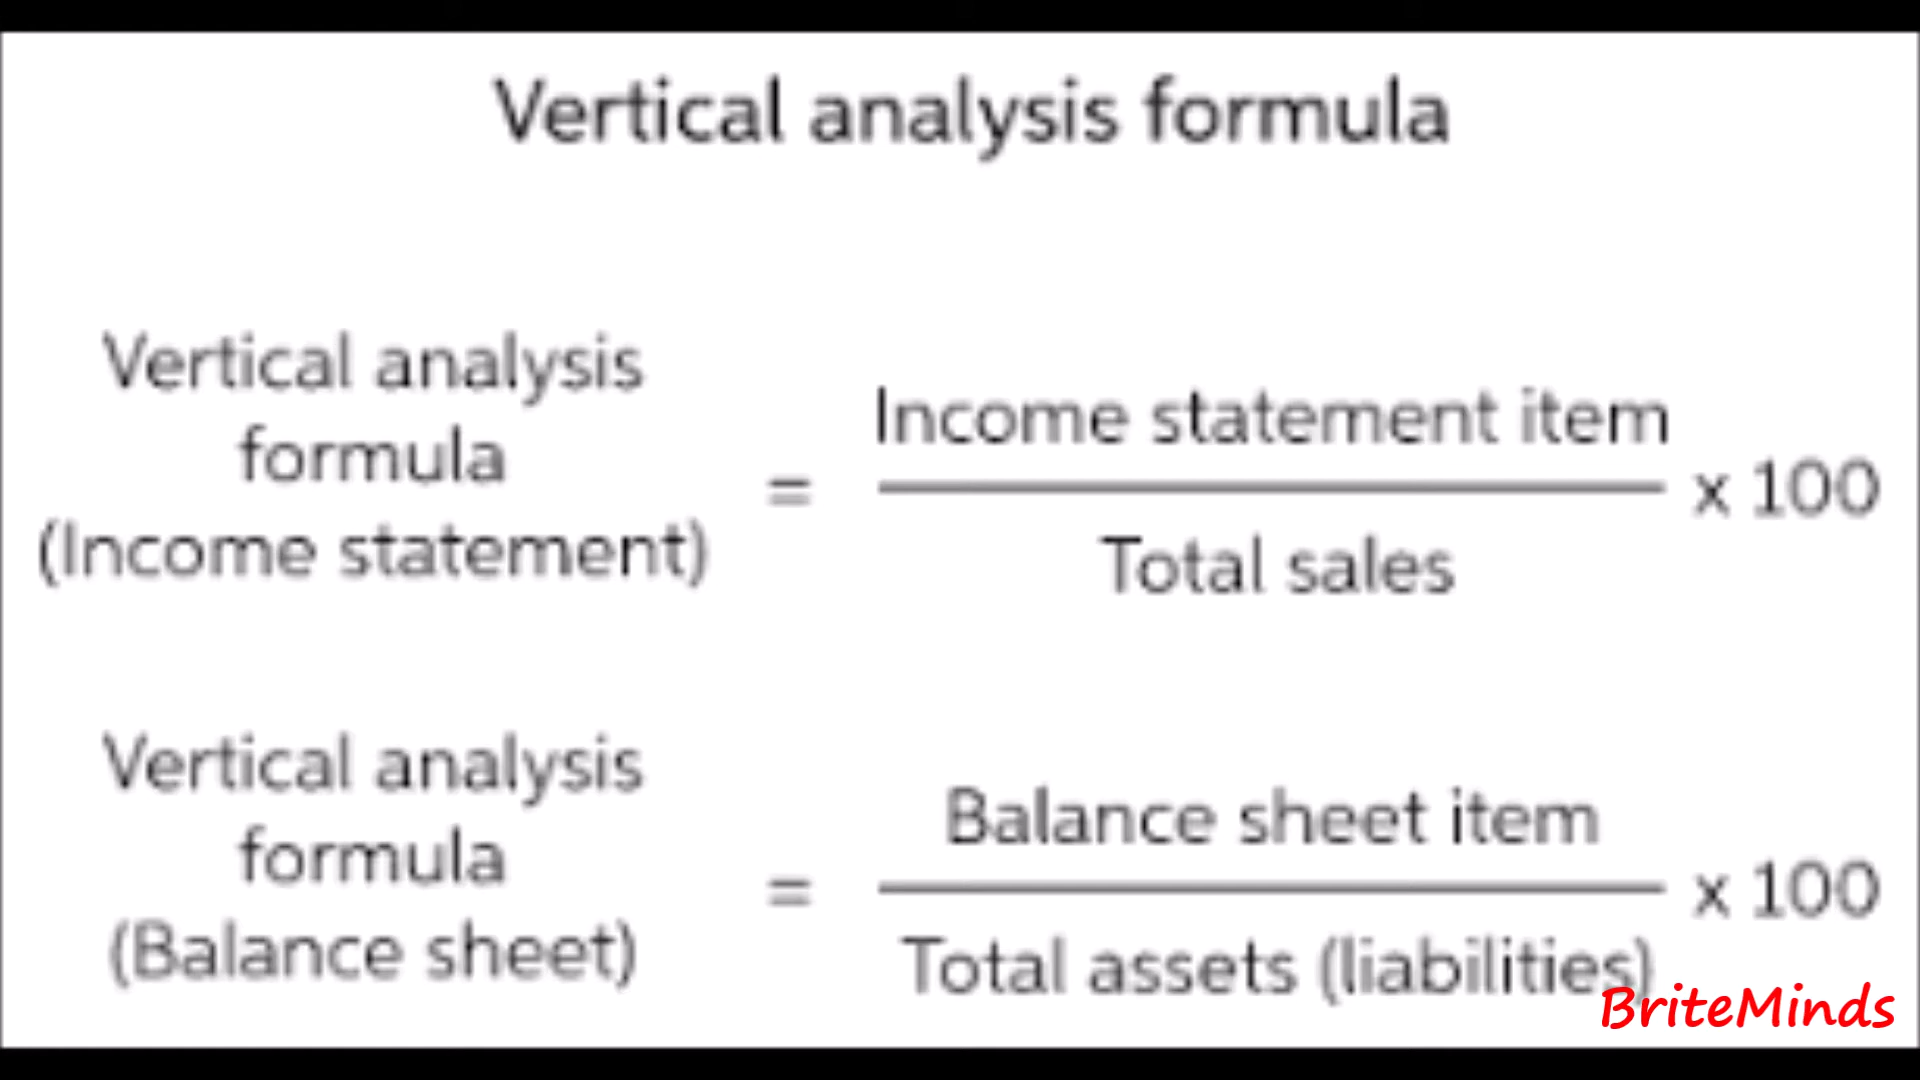 Vertical analysis formula
Vertical analysis
formula
(Income statement)
=
Income statement item
Total sales
x 100
Vertical analysis
formula
(Balance sheet)
=
Balance sheet item
Total assets (liabilities)
x 100
BriteMinds